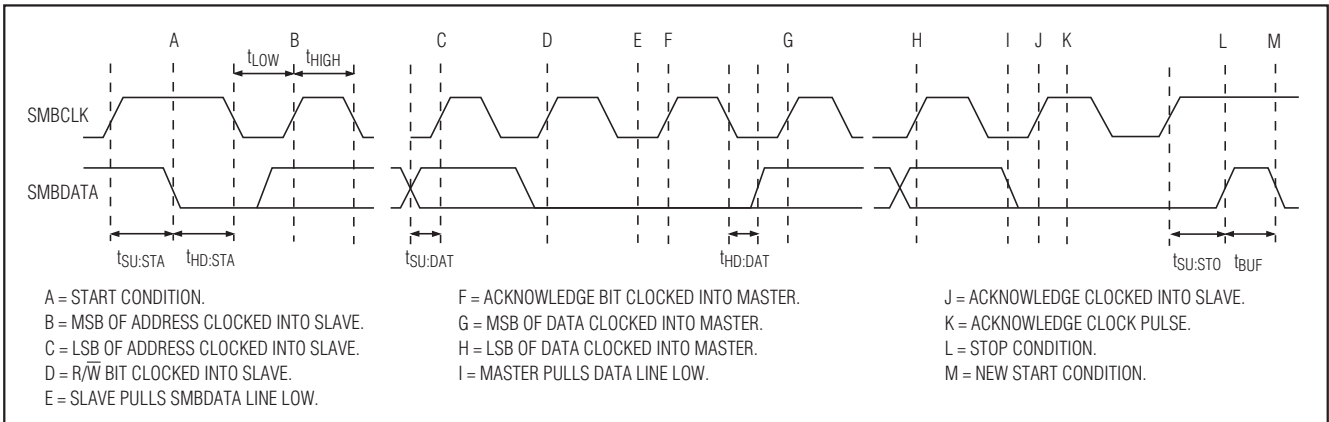 A B C D E F G H I J K L M
tLOW tHIGH
SMBCLK
SMBDATA
tSU:STA tHD:STA tSU:DAT tHD:DAT tSU:STO tBUF
A = START CONDITION.
B = MSB OF ADDRESS CLOCKED INTO SLAVE.
C = LSB OF ADDRESS CLOCKED INTO SLAVE.
D = R/W̅ BIT CLOCKED INTO SLAVE.
E = SLAVE PULLS SMBDATA LINE LOW.
F = ACKNOWLEDGE BIT CLOCKED INTO MASTER.
G = MSB OF DATA CLOCKED INTO MASTER.
H = LSB OF DATA CLOCKED INTO MASTER.
I = MASTER PULLS DATA LINE LOW.
J = ACKNOWLEDGE CLOCKED INTO SLAVE.
K = ACKNOWLEDGE CLOCK PULSE.
L = STOP CONDITION.
M = NEW START CONDITION.